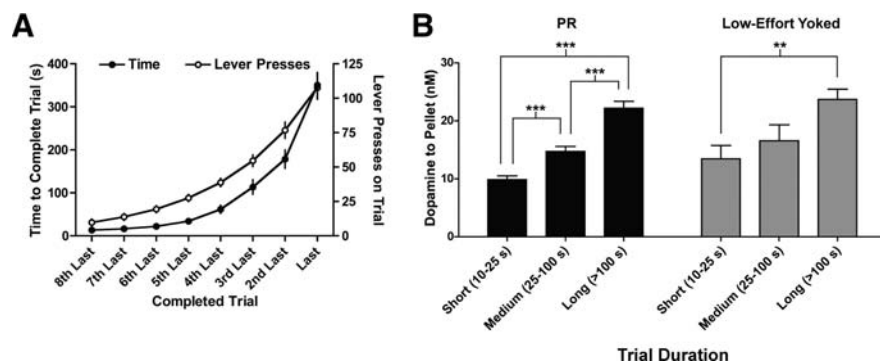 A
Time
Lever Presses
Time to Complete Trial (s)
400
300
200
100
0
Lever Presses on Trial
125
100
75
50
25
0
8th Last
7th Last
6th Last
5th Last
4th Last
3rd Last
2nd Last
Last
Completed Trial
B
PR
Low-Effort Yoked
Dopamine to Pellet (nM)
30
20
10
0
***
***
***
**
Short (10-25 s)
Medium (25-100 s)
Long (>100 s)
Short (10-25 s)
Medium (25-100 s)
Long (>100 s)
Trial Duration